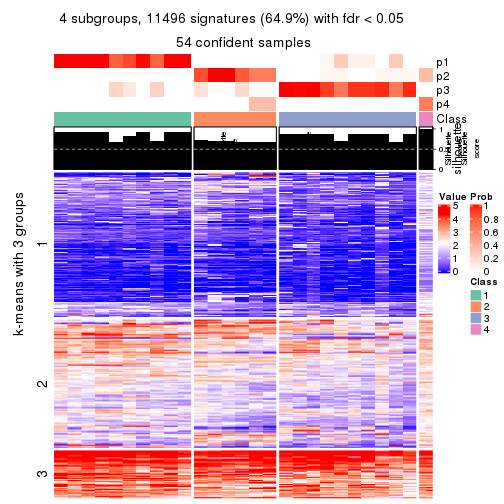 4 subgroups, 11496 signatures (64.9%) with fdr < 0.05
54 confident samples
p1
p2
p3
p4
Class
1
0.5
0
silhouette
Silhouette
score
k-means with 3 groups
1
2
3
Value
5
4
3
2
1
0
Prob
1
0.8
0.6
0.4
0.2
0
Class
1
2
3
4